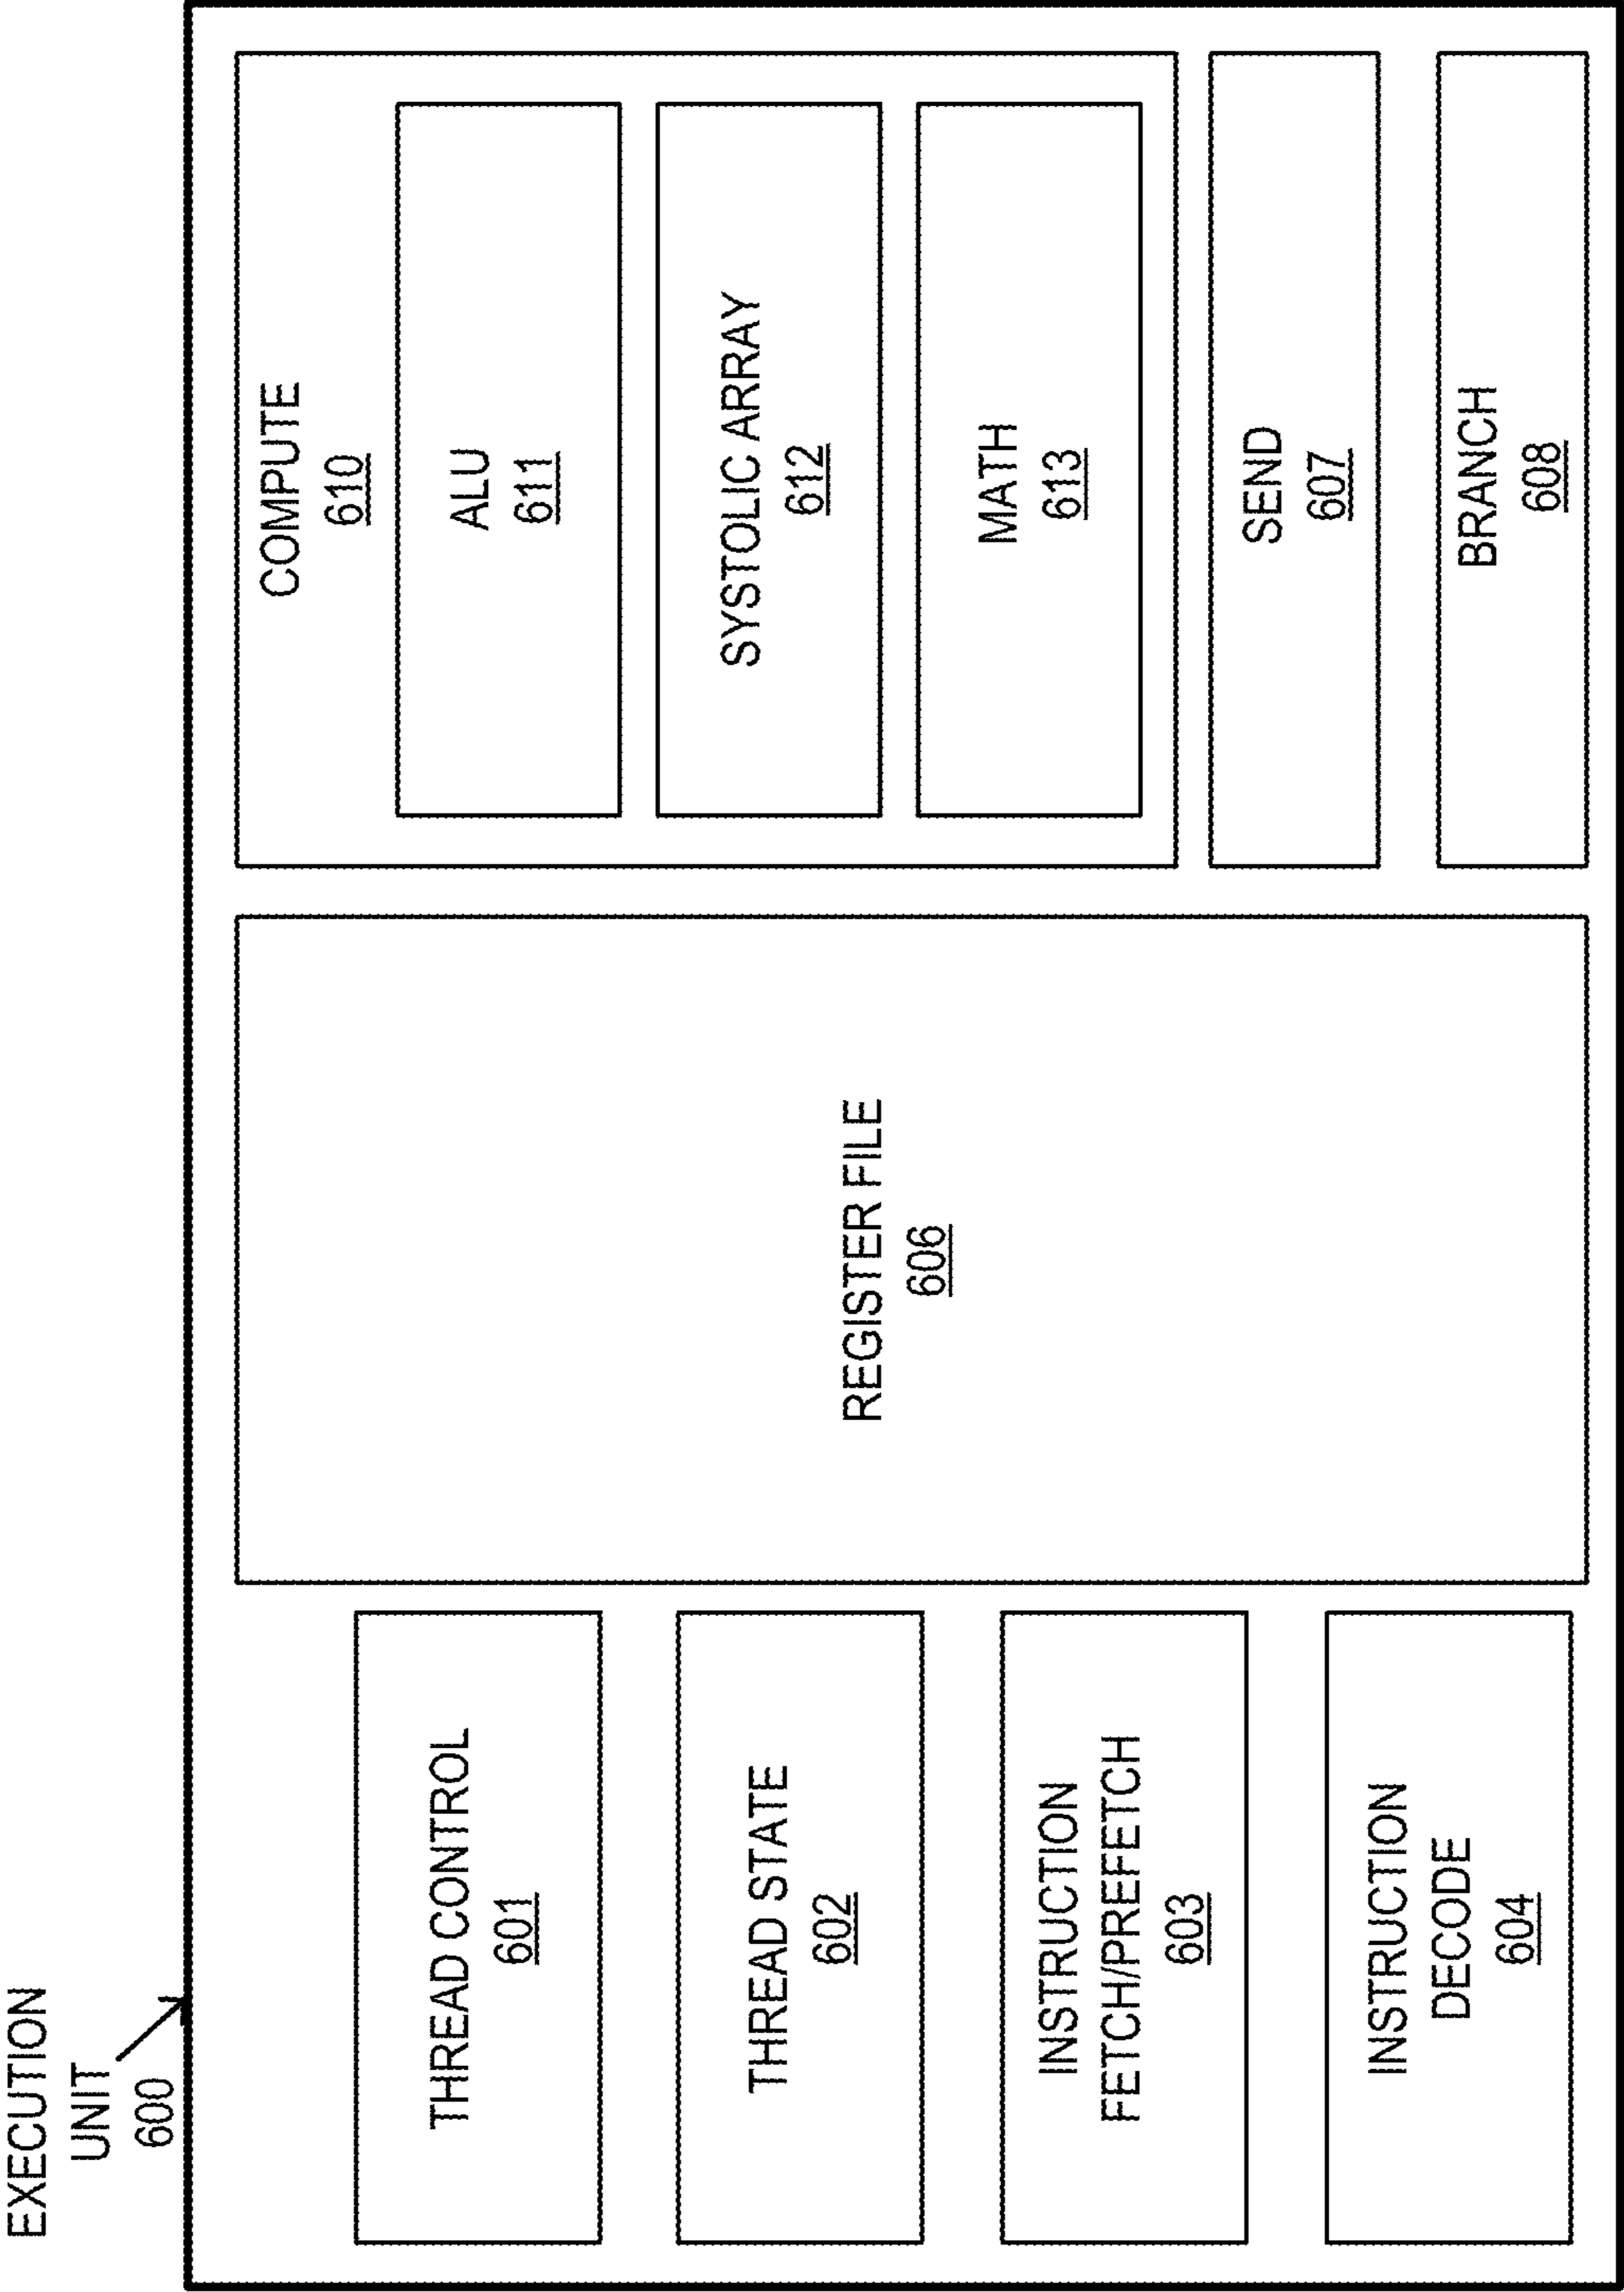 EXECUTION
UNIT
600
THREAD CONTROL
601
THREAD STATE
602
INSTRUCTION
FETCH/PREFETCH
603
INSTRUCTION
DECODE
604
REGISTER FILE
606
COMPUTE
610
ALU
611
SYSTOLIC ARRAY
612
MATH
613
SEND
607
BRANCH
608